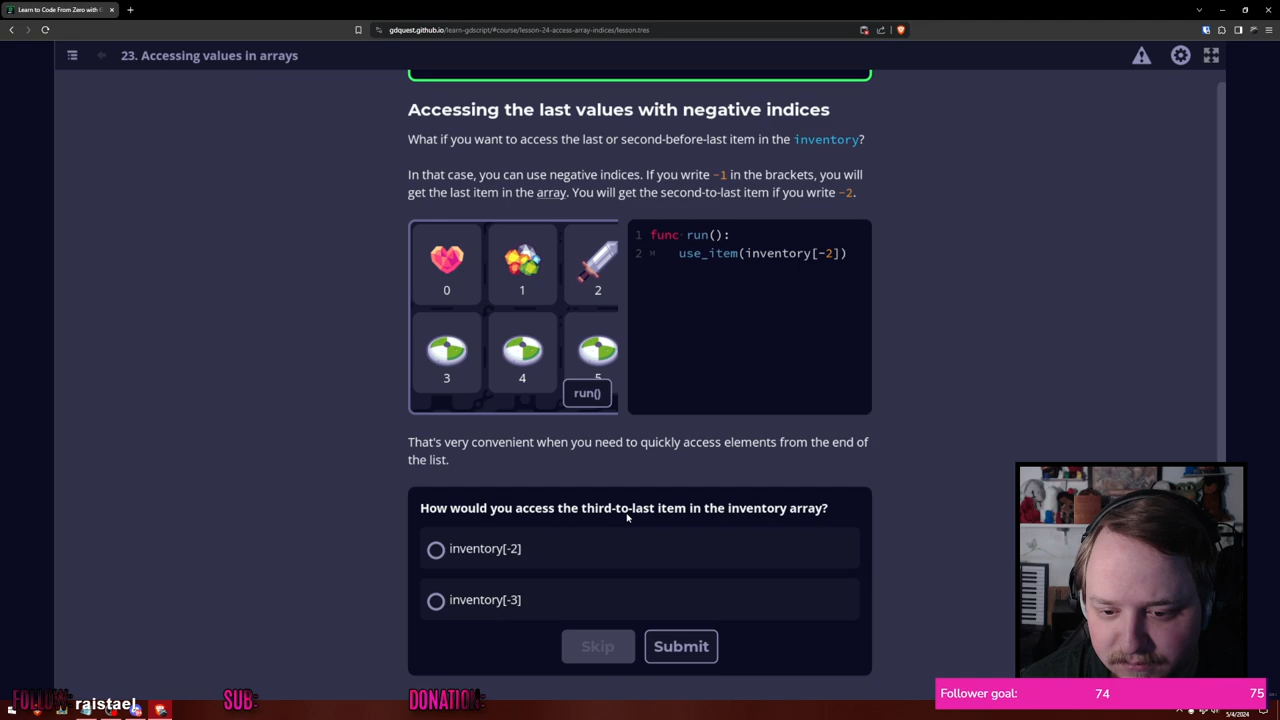 Learn to Code From Zero with
gdquest.github.io/learn-gdscript/#course/lesson-24-access-array-indices/lesson.tres
23. Accessing values in arrays
Accessing the last values with negative indices
What if you want to access the last or second-before-last item in the inventory?
In that case, you can use negative indices. If you write -1 in the brackets, you will
get the last item in the array. You will get the second-to-last item if you write -2.
0 1 2
3 4 5
run()
1 func run():
2 use_item(inventory[-2])
That's very convenient when you need to quickly access elements from the end of
the list.
How would you access the third-to-last item in the inventory array?
inventory[-2]
inventory[-3]
Skip Submit
FOLLOW: raistael SUB: DONATION:
Follower goal: 74 75
5/4/2024